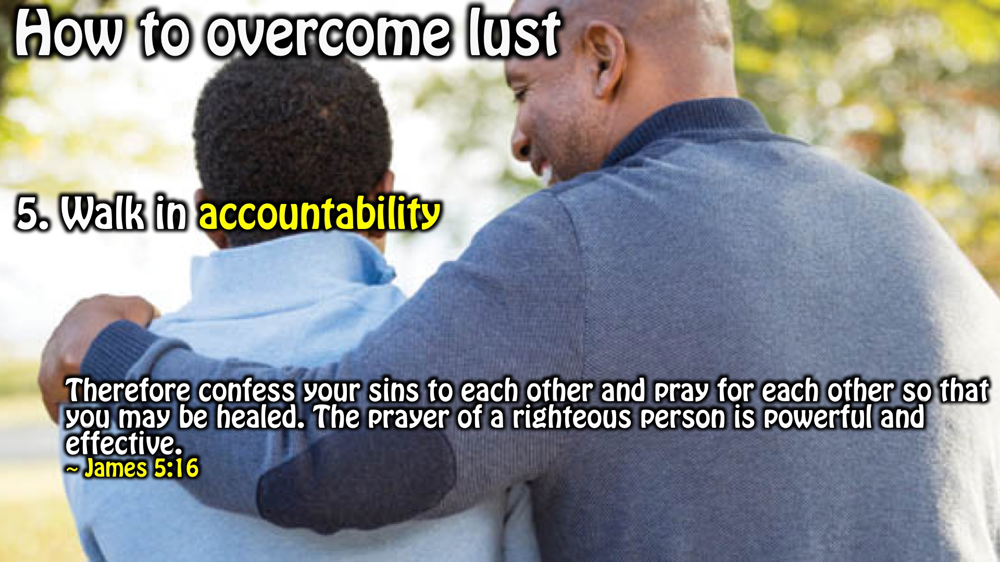 How to overcome lust
5. Walk in accountability
Therefore confess your sins to each other and pray for each other so that
you may be healed. The prayer of a righteous person is powerful and
effective.
~ James 5:16